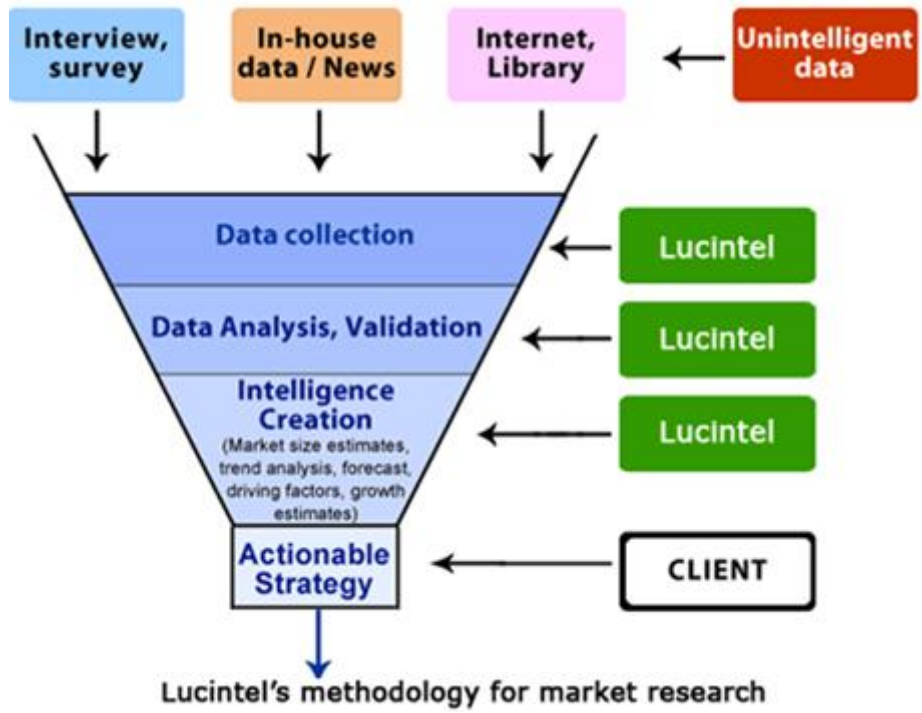 Interview,
survey
In-house
data / News
Internet,
Library
Unintelligent
data
Data collection
Lucintel
Data Analysis, Validation
Lucintel
Intelligence
Creation
(Market size estimates,
trend analysis, forecast,
driving factors, growth
estimates)
Lucintel
Actionable
Strategy
CLIENT
Lucintel's methodology for market research